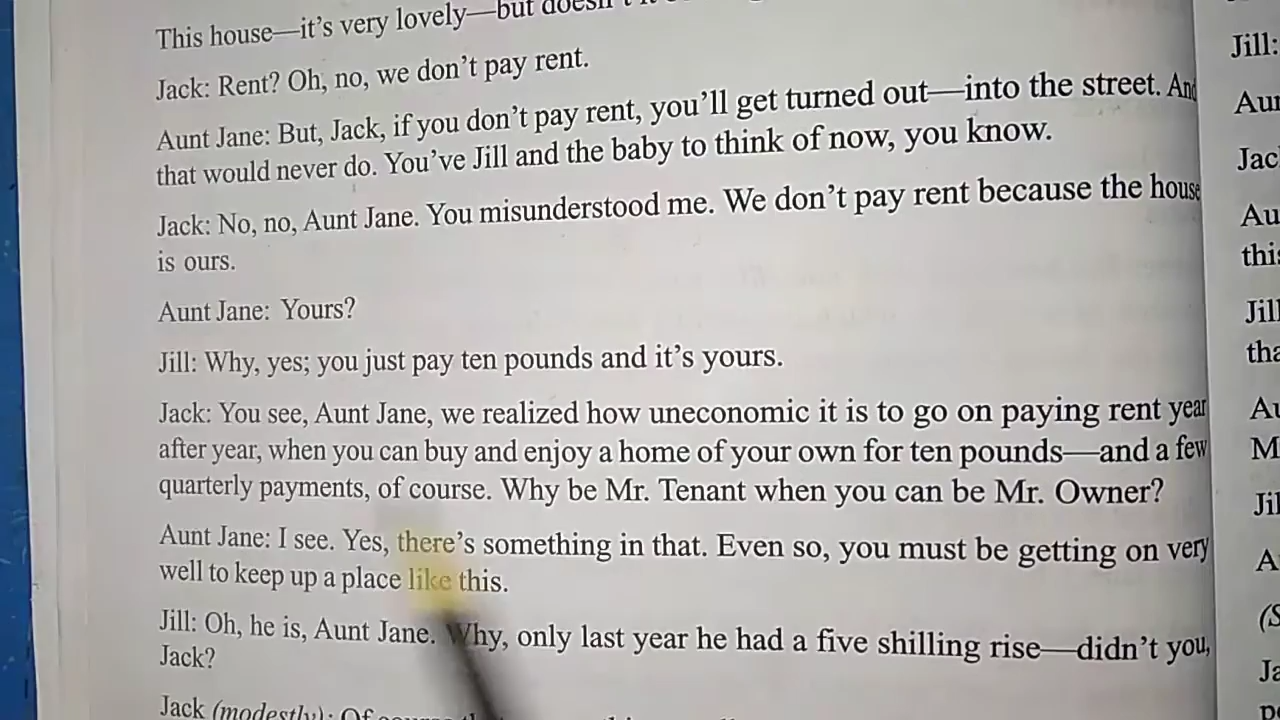 This house—it's very lovely—but doesn't it
Jack: Rent? Oh, no, we don't pay rent.
Aunt Jane: But, Jack, if you don't pay rent, you'll get turned out—into the street. And
that would never do. You've Jill and the baby to think of now, you know.
Jack: No, no, Aunt Jane. You misunderstood me. We don't pay rent because the house
is ours.
Aunt Jane: Yours?
Jill: Why, yes; you just pay ten pounds and it's yours.
Jack: You see, Aunt Jane, we realized how uneconomic it is to go on paying rent year
after year, when you can buy and enjoy a home of your own for ten pounds—and a few
quarterly payments, of course. Why be Mr. Tenant when you can be Mr. Owner?
Aunt Jane: I see. Yes, there's something in that. Even so, you must be getting on very
well to keep up a place like this.
Jill: Oh, he is, Aunt Jane. Why, only last year he had a five shilling rise—didn't you,
Jack?
Jack (modestly): Of course
Jill: